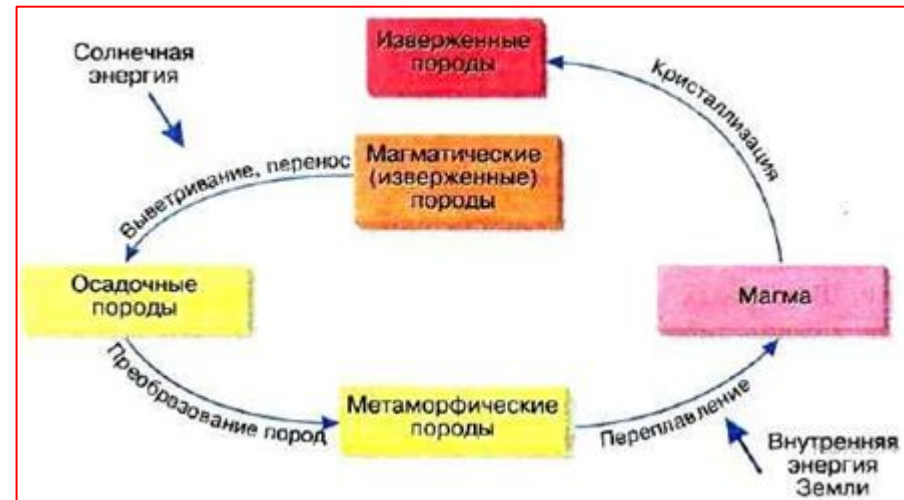 Солнечная
энергия
Изверженные
породы
Кристаллизация
Магматические
(изверженные)
породы
Выветривание, перенос
Осадочные
породы
Магма
Преобразование пород
Метаморфические
породы
Переплавление
Внутренняя
энергия
Земли